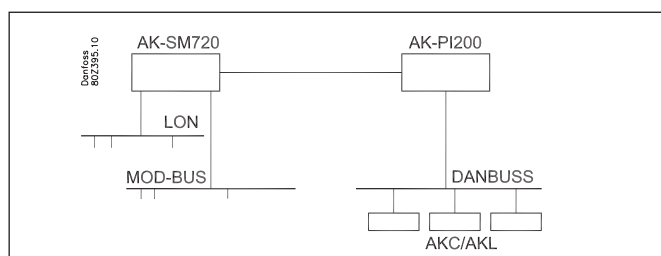 AK-SM720
AK-PI200
Danfoss
80Z395.10
LON
MOD-BUS
DANBUSS
AKC/AKL